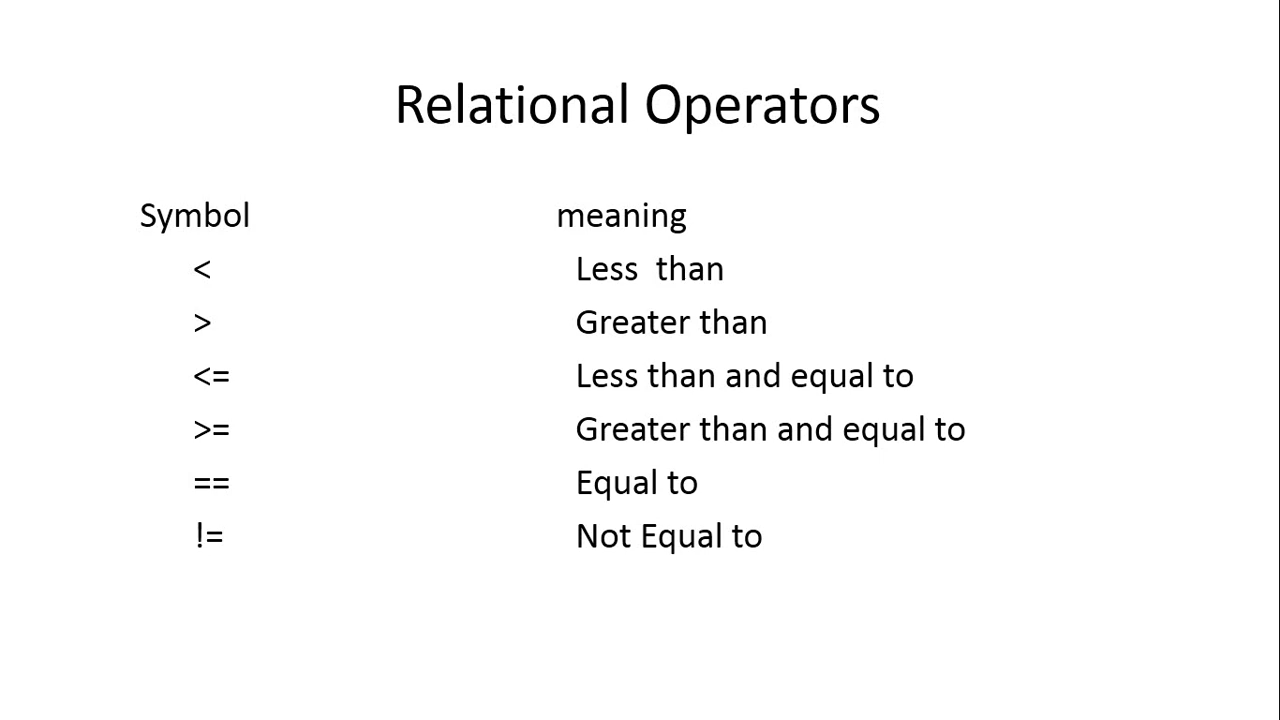 Relational Operators
Symbol meaning
< Less than
> Greater than
<= Less than and equal to
>= Greater than and equal to
== Equal to
!= Not Equal to